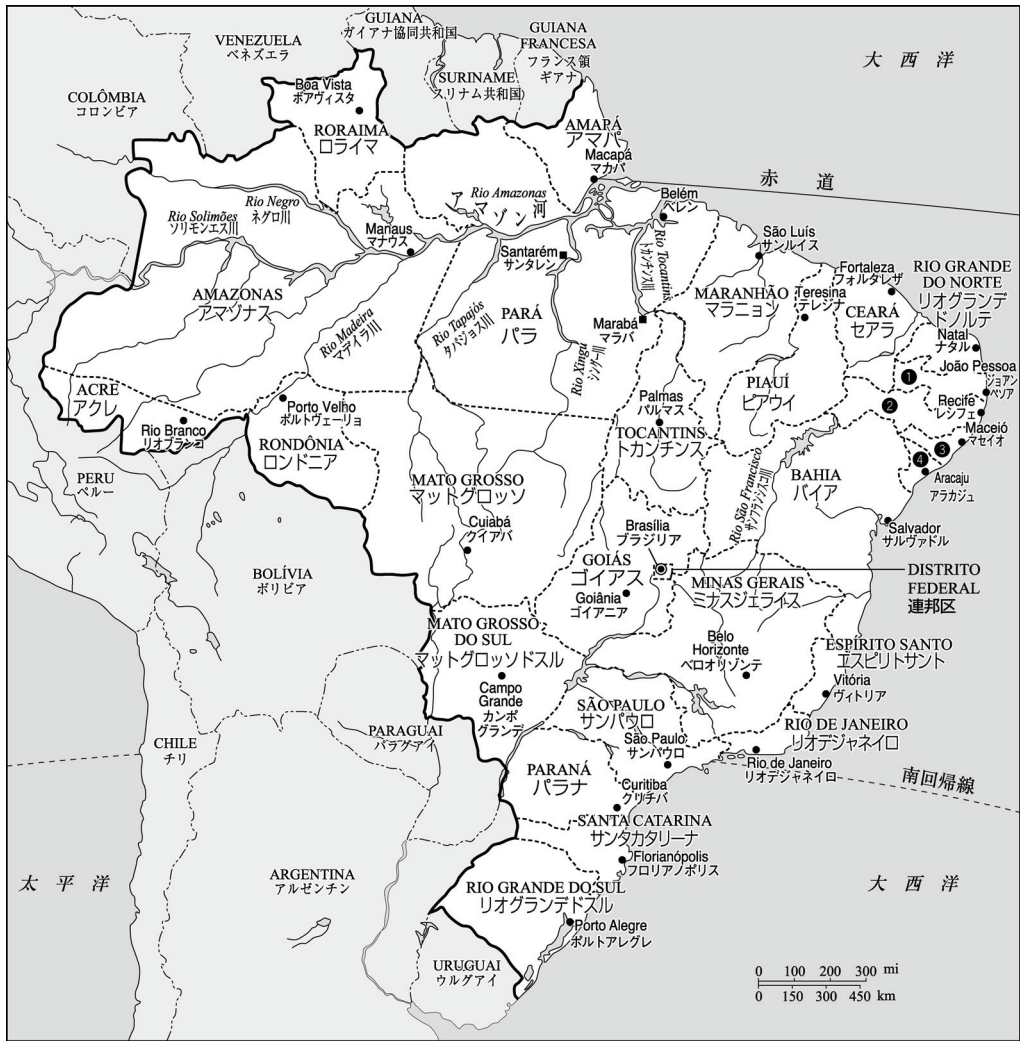 GUIANA
ガイアナ協同共和国
GUIANA
FRANCESA
フランス領
ギアナ
VENEZUELA
ベネズエラ
SURINAME
スリナム共和国
大西洋
COLÔMBIA
コロンビア
Boa Vista
ボアヴィスタ
RORAIMA
ロライマ
AMAPÁ
アマパ
Macapá
マカパ
赤道
Rio Negro
ネグロ川
Rio Amazonas
アマゾン河
Belém
ベレン
Rio Solimões
ソリモンエス川
Manaus
マナウス
Santarém
サンタレン
Rio Tocantins
トカンチンス川
São Luís
サンルイス
Fortaleza
フォルタレザ
RIO GRANDE
DO NORTE
リオグランデ
ドノルテ
AMAZONAS
アマゾナス
Rio Madeira
マデイラ川
Rio Tapajós
タパジョス川
PARÁ
パラ
Marabá
マラバ
MARANHÃO
マラニョン
Teresina
テレジナ
CEARÁ
セアラ
Natal
ナタル
Rio Xingu
シングー川
João Pessoa
ジョアン
ペソア
ACRE
アクレ
Rio Branco
リオブランコ
Porto Velho
ポルトヴェーリョ
RONDÔNIA
ロンドニア
Palmas
パルマス
TOCANTINS
トカンチンス
PIAUÍ
ピアウイ
1
2
3
4
Recife
レシフェ
Maceió
マセイオ
Aracaju
アラカジュ
PERU
ペルー
MATO GROSSO
マットグロッソ
Cuiabá
クイアバ
Rio São Francisco
サンフランシスコ川
BAHIA
バイア
Salvador
サルヴァドル
BOLÍVIA
ボリビア
Brasília
ブラジリア
GOIÁS
ゴイアス
Goiânia
ゴイアニア
DISTRITO
FEDERAL
連邦区
MINAS GERAIS
ミナスジェライス
MATO GROSSO
DO SUL
マットグロッソドスル
Belo
Horizonte
ベロオリゾンテ
ESPÍRITO SANTO
エスピリトサント
Vitória
ヴィトリア
Campo
Grande
カンポ
グランデ
SÃO PAULO
サンパウロ
São Paulo
サンパウロ
RIO DE JANEIRO
リオデジャネイロ
Rio de Janeiro
リオデジャネイロ
CHILE
チリ
PARAGUAI
パラグアイ
PARANÁ
パラナ
Curitiba
クリチバ
南回帰線
SANTA CATARINA
サンタカタリーナ
Florianópolis
フロリアノポリス
太平洋
ARGENTINA
アルゼンチン
RIO GRANDE DO SUL
リオグランデドスル
Porto Alegre
ポルトアレグレ
大西洋
URUGUAI
ウルグアイ
0 100 200 300 mi
0 150 300 450 km